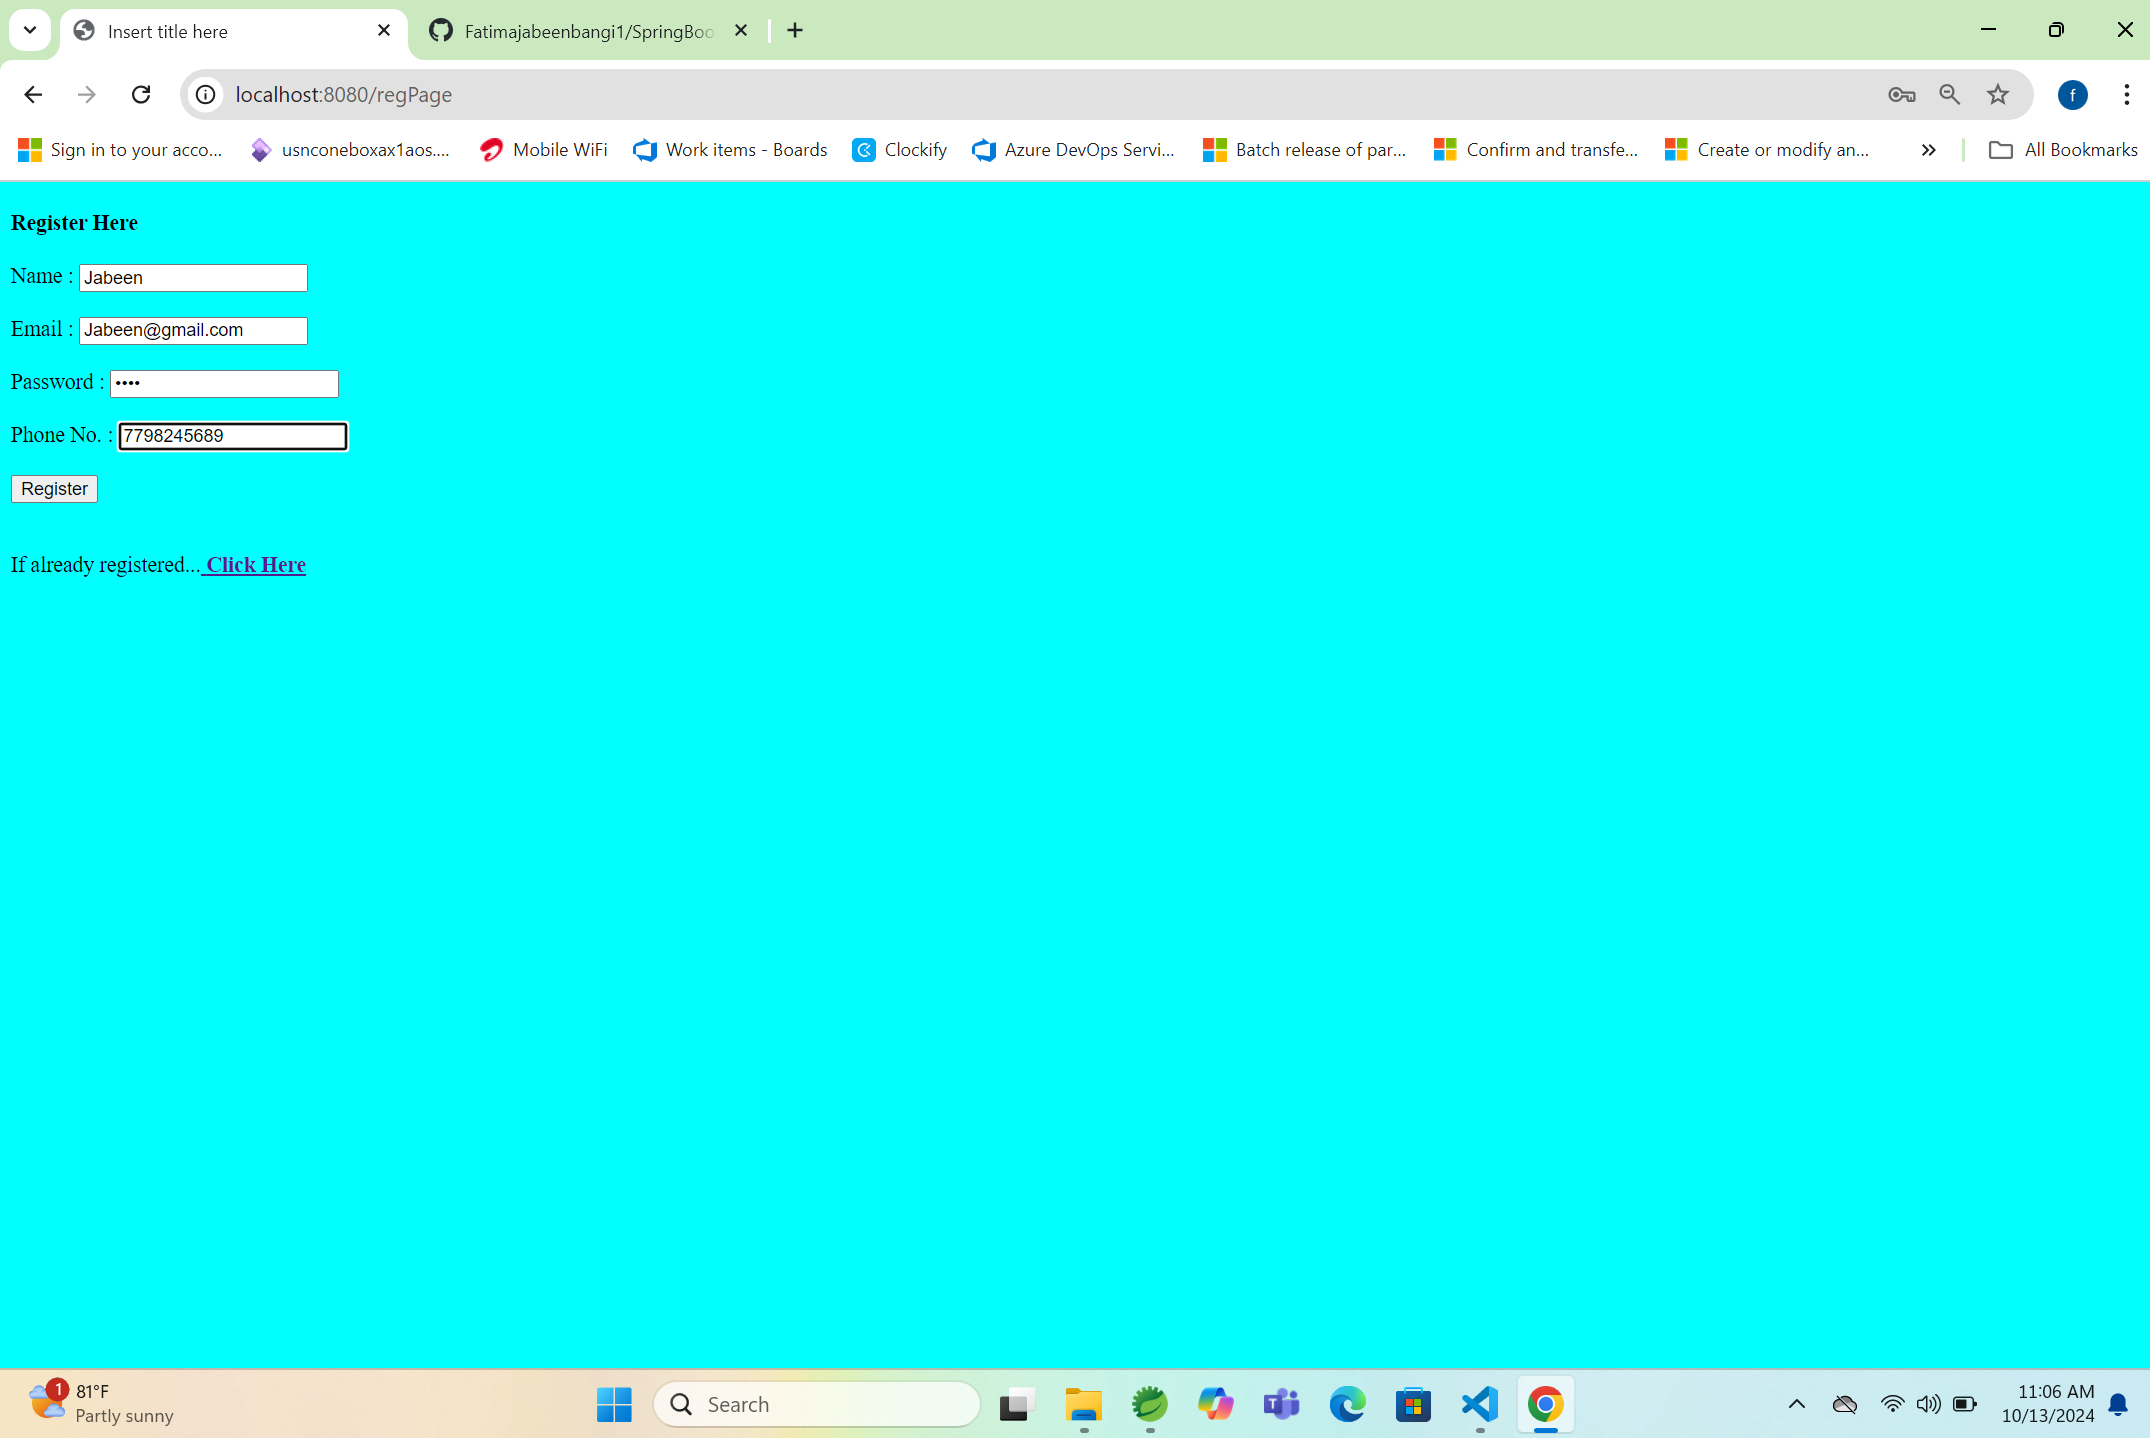 Insert title here
Fatimajabeenbangi1/SpringBoo
localhost:8080/regPage
f
Sign in to your acco...
usnconeboxax1aos....
Mobile WiFi
Work items - Boards
Clockify
Azure DevOps Servi...
Batch release of par...
Confirm and transfe...
Create or modify an...
All Bookmarks
Register Here
Name : Jabeen
Email : Jabeen@gmail.com
Password : ••••
Phone No. : 7798245689
Register
If already registered... Click Here
1
81°F
Partly sunny
Search
11:06 AM
10/13/2024